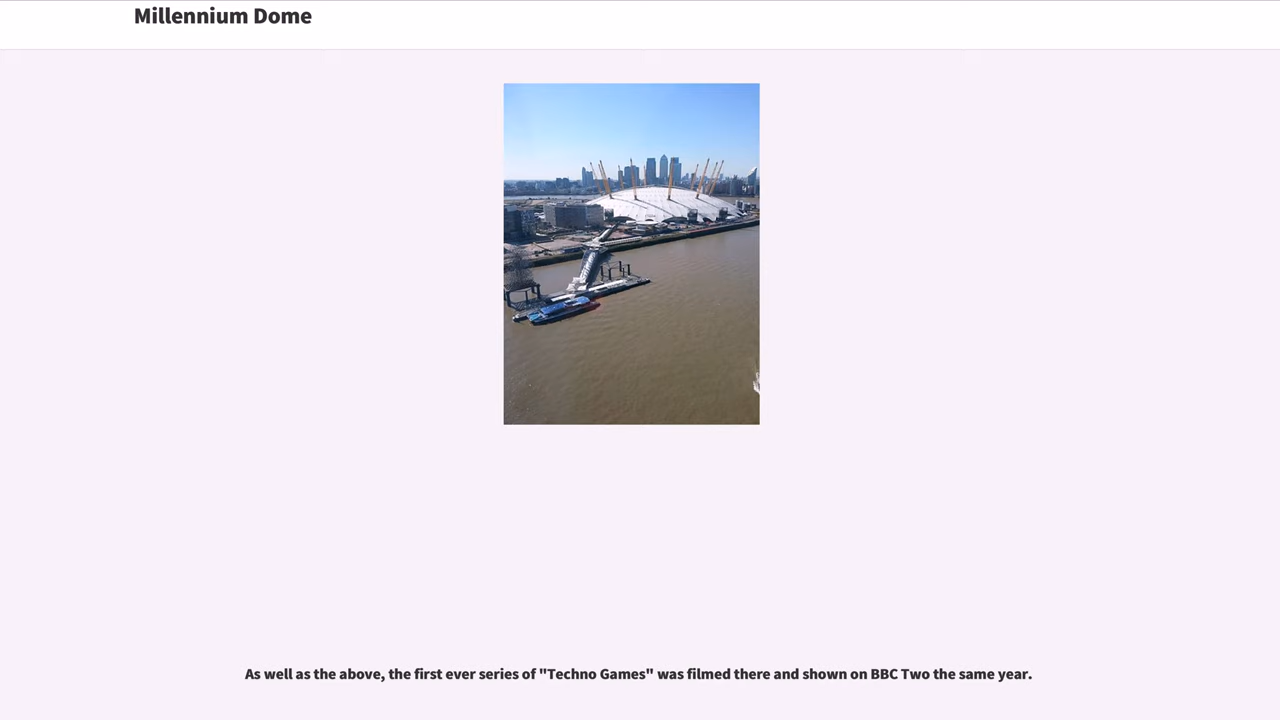 Millennium Dome
As well as the above, the first ever series of "Techno Games" was filmed there and shown on BBC Two the same year.